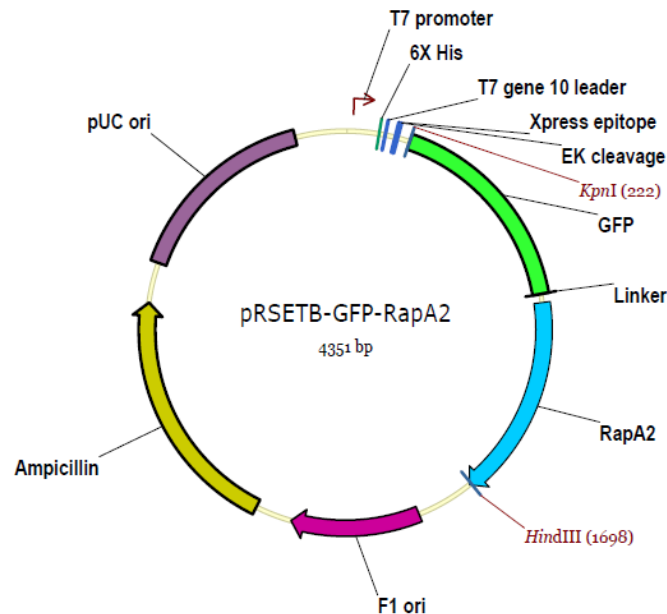 T7 promoter
6X His
T7 gene 10 leader
pUC ori
Xpress epitope
EK cleavage
KpnI (222)
GFP
Linker
pRSETB-GFP-RapA2
4351 bp
RapA2
Ampicillin
HindIII (1698)
F1 ori